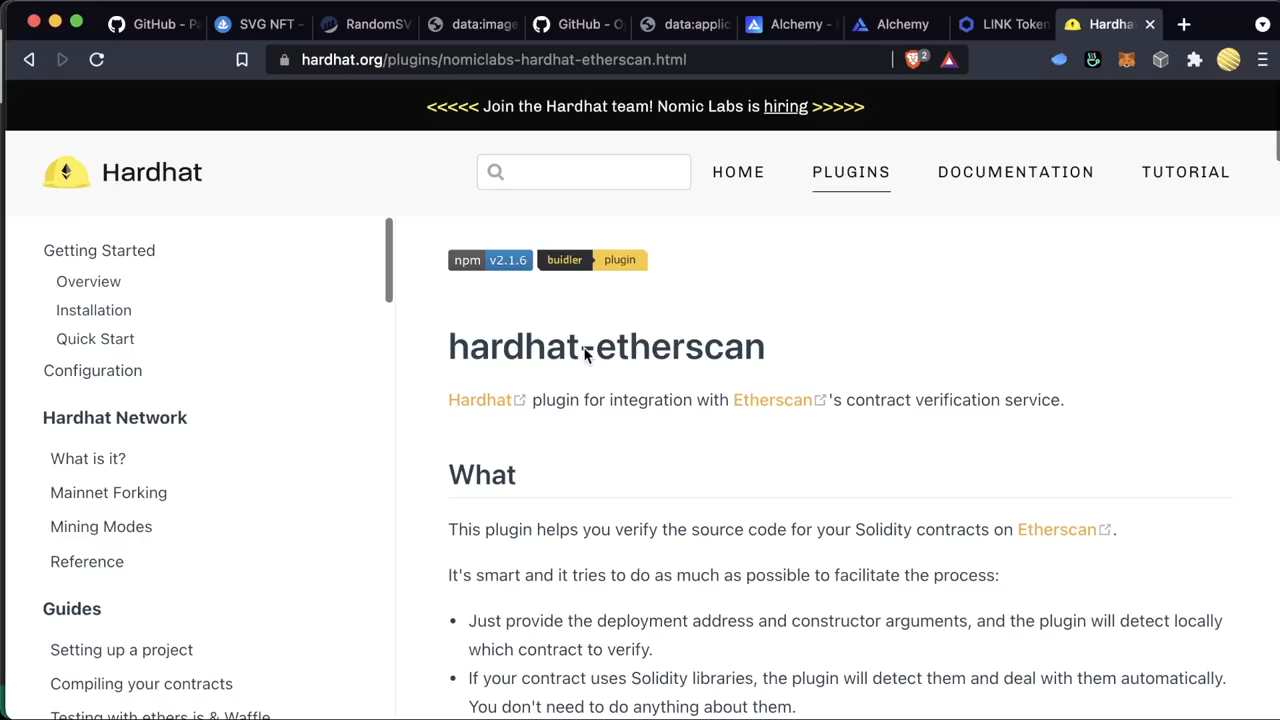 GitHub - Pa
SVG NFT -
RandomSV
data:image
GitHub - O
data:applic
Alchemy -
Alchemy
LINK Token
Hardha
hardhat.org/plugins/nomiclabs-hardhat-etherscan.html
2
<<<<< Join the Hardhat team! Nomic Labs is hiring >>>>>
Hardhat
HOME
PLUGINS
DOCUMENTATION
TUTORIAL
Getting Started
Overview
Installation
Quick Start
Configuration
Hardhat Network
What is it?
Mainnet Forking
Mining Modes
Reference
Guides
Setting up a project
Compiling your contracts
Testing with ethers.js & Waffle
npm v2.1.6 buidler plugin
hardhat-etherscan
Hardhat plugin for integration with Etherscan's contract verification service.
What
This plugin helps you verify the source code for your Solidity contracts on Etherscan.
It's smart and it tries to do as much as possible to facilitate the process:
• Just provide the deployment address and constructor arguments, and the plugin will detect locally
which contract to verify.
• If your contract uses Solidity libraries, the plugin will detect them and deal with them automatically.
You don't need to do anything about them.